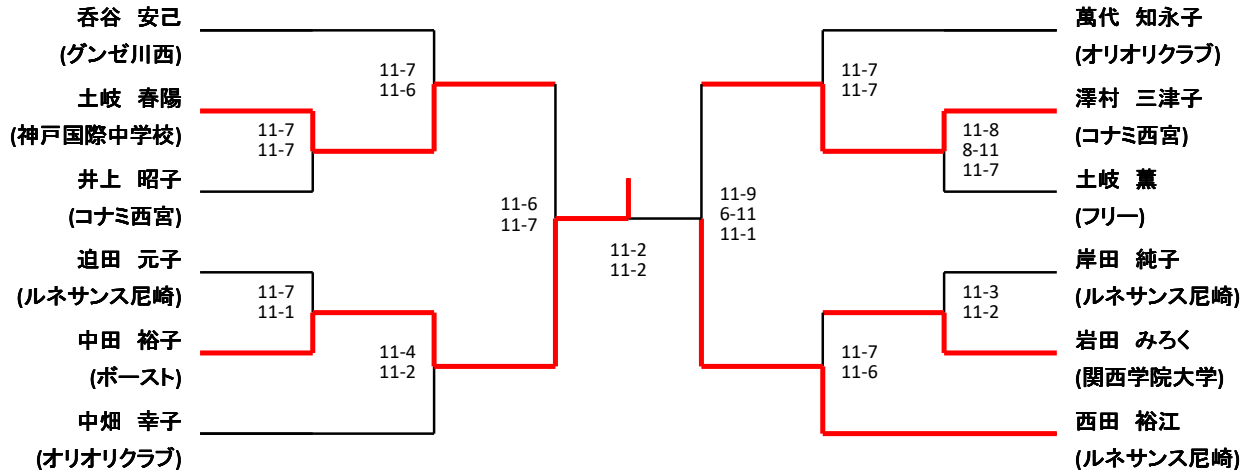 呑谷 安己
(グンゼ川西)
土岐 春陽
(神戸国際中学校)
井上 昭子
(コナミ西宮)
迫田 元子
(ルネサンス尼崎)
中田 裕子
(ボースト)
中畑 幸子
(オリオリクラブ)
11-7
11-7
11-7
11-1
11-7
11-6
11-4
11-2
11-6
11-7
11-2
11-2
11-9
6-11
11-1
11-7
11-7
11-7
11-6
11-8
8-11
11-7
11-3
11-2
萬代 知永子
(オリオリクラブ)
澤村 三津子
(コナミ西宮)
土岐 薫
(フリー)
岸田 純子
(ルネサンス尼崎)
岩田 みろく
(関西学院大学)
西田 裕江
(ルネサンス尼崎)